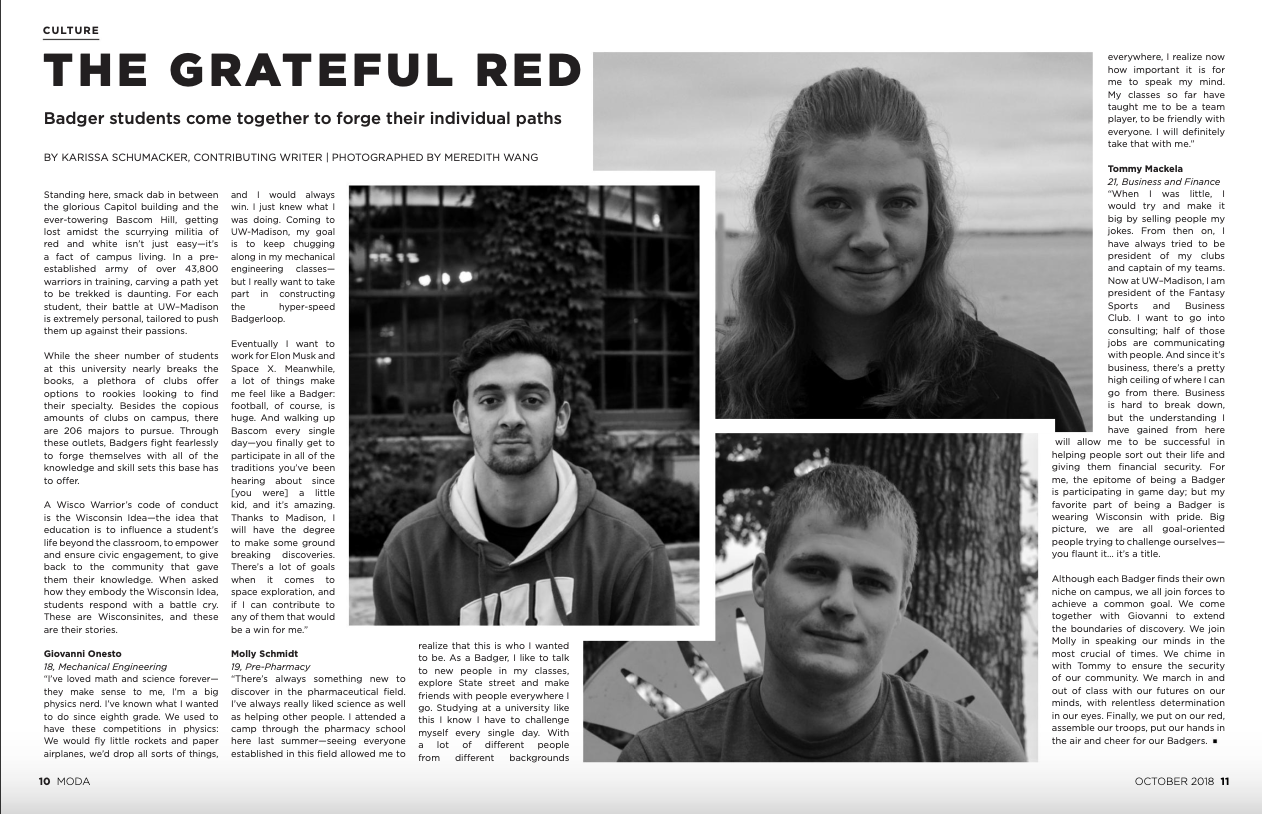 CULTURE
THE GRATEFUL RED
Badger students come together to forge their individual paths
BY KARISSA SCHUMACKER, CONTRIBUTING WRITER | PHOTOGRAPHED BY MEREDITH WANG
Standing here, smack dab in between
the glorious Capitol building and the
ever-towering Bascom Hill, getting
lost amidst the scurrying militia of
red and white isn't just easy—it's
a fact of campus living. In a pre-
established army of over 43,800
warriors in training, carving a path yet
to be trekked is daunting. For each
student, their battle at UW–Madison
is extremely personal, tailored to push
them up against their passions.
While the sheer number of students
at this university nearly breaks the
books, a plethora of clubs offer
options to rookies looking to find
their specialty. Besides the copious
amounts of clubs on campus, there
are 206 majors to pursue. Through
these outlets, Badgers fight fearlessly
to forge themselves with all of the
knowledge and skill sets this base has
to offer.
A Wisco Warrior's code of conduct
is the Wisconsin Idea—the idea that
education is to influence a student's
life beyond the classroom, to empower
and ensure civic engagement, to give
back to the community that gave
them their knowledge. When asked
how they embody the Wisconsin Idea,
students respond with a battle cry.
These are Wisconsinites, and these
are their stories.
Giovanni Onesto
18, Mechanical Engineering
"I've loved math and science forever—
they make sense to me, I'm a big
physics nerd. I've known what I wanted
to do since eighth grade. We used to
have these competitions in physics:
We would fly little rockets and paper
airplanes, we'd drop all sorts of things,
and I would always
win. I just knew what I
was doing. Coming to
UW-Madison, my goal
is to keep chugging
along in my mechanical
engineering classes—
but I really want to take
part in constructing
the hyper-speed
Badgerloop.
Eventually I want to
work for Elon Musk and
Space X. Meanwhile,
a lot of things make
me feel like a Badger:
football, of course, is
huge. And walking up
Bascom every single
day—you finally get to
participate in all of the
traditions you've been
hearing about since
[you were] a little
kid, and it's amazing.
Thanks to Madison, I
will have the degree
to make some ground
breaking discoveries.
There's a lot of goals
when it comes to
space exploration, and
if I can contribute to
any of them that would
be a win for me."
Molly Schmidt
19, Pre-Pharmacy
"There's always something new to
discover in the pharmaceutical field.
I've always really liked science as well
as helping other people. I attended a
camp through the pharmacy school
here last summer—seeing everyone
established in this field allowed me to
realize that this is who I wanted
to be. As a Badger, I like to talk
to new people in my classes,
explore State street and make
friends with people everywhere I
go. Studying at a university like
this I know I have to challenge
myself every single day. With
a lot of different people
from different backgrounds
everywhere, I realize now
how important it is for
me to speak my mind.
My classes so far have
taught me to be a team
player, to be friendly with
everyone. I will definitely
take that with me."
Tommy Mackela
21, Business and Finance
"When I was little, I
would try and make it
big by selling people my
jokes. From then on, I
have always tried to be
president of my clubs
and captain of my teams.
Now at UW–Madison, I am
president of the Fantasy
Sports and Business
Club. I want to go into
consulting; half of those
jobs are communicating
with people. And since it's
business, there's a pretty
high ceiling of where I can
go from there. Business
is hard to break down,
but the understanding I
have gained from here
will allow me to be successful in
helping people sort out their life and
giving them financial security. For
me, the epitome of being a Badger
is participating in game day; but my
favorite part of being a Badger is
wearing Wisconsin with pride. Big
picture, we are all goal-oriented
people trying to challenge ourselves—
you flaunt it... it's a title.
Although each Badger finds their own
niche on campus, we all join forces to
achieve a common goal. We come
together with Giovanni to extend
the boundaries of discovery. We join
Molly in speaking our minds in the
most crucial of times. We chime in
with Tommy to ensure the security
of our community. We march in and
out of class with our futures on our
minds, with relentless determination
in our eyes. Finally, we put on our red,
assemble our troops, put our hands in
the air and cheer for our Badgers. ■
10 MODA
OCTOBER 2018 11